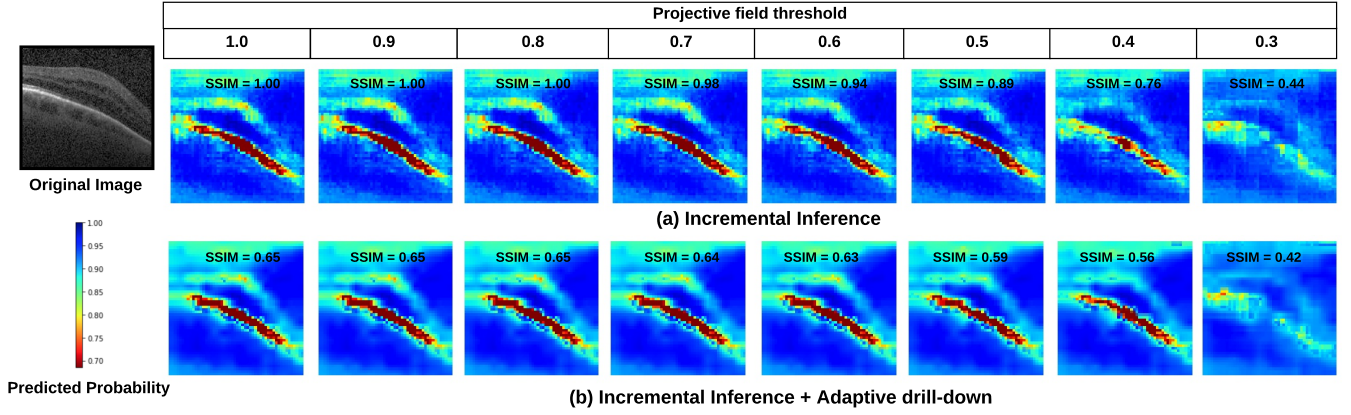 Projective field threshold
1.0 0.9 0.8 0.7 0.6 0.5 0.4 0.3
SSIM = 1.00 SSIM = 1.00 SSIM = 1.00 SSIM = 0.98 SSIM = 0.94 SSIM = 0.89 SSIM = 0.76 SSIM = 0.44
Original Image
(a) Incremental Inference
1.00
0.95
0.90
0.85
0.80
0.75
0.70
Predicted Probability
SSIM = 0.65 SSIM = 0.65 SSIM = 0.65 SSIM = 0.64 SSIM = 0.63 SSIM = 0.59 SSIM = 0.56 SSIM = 0.42
(b) Incremental Inference + Adaptive drill-down